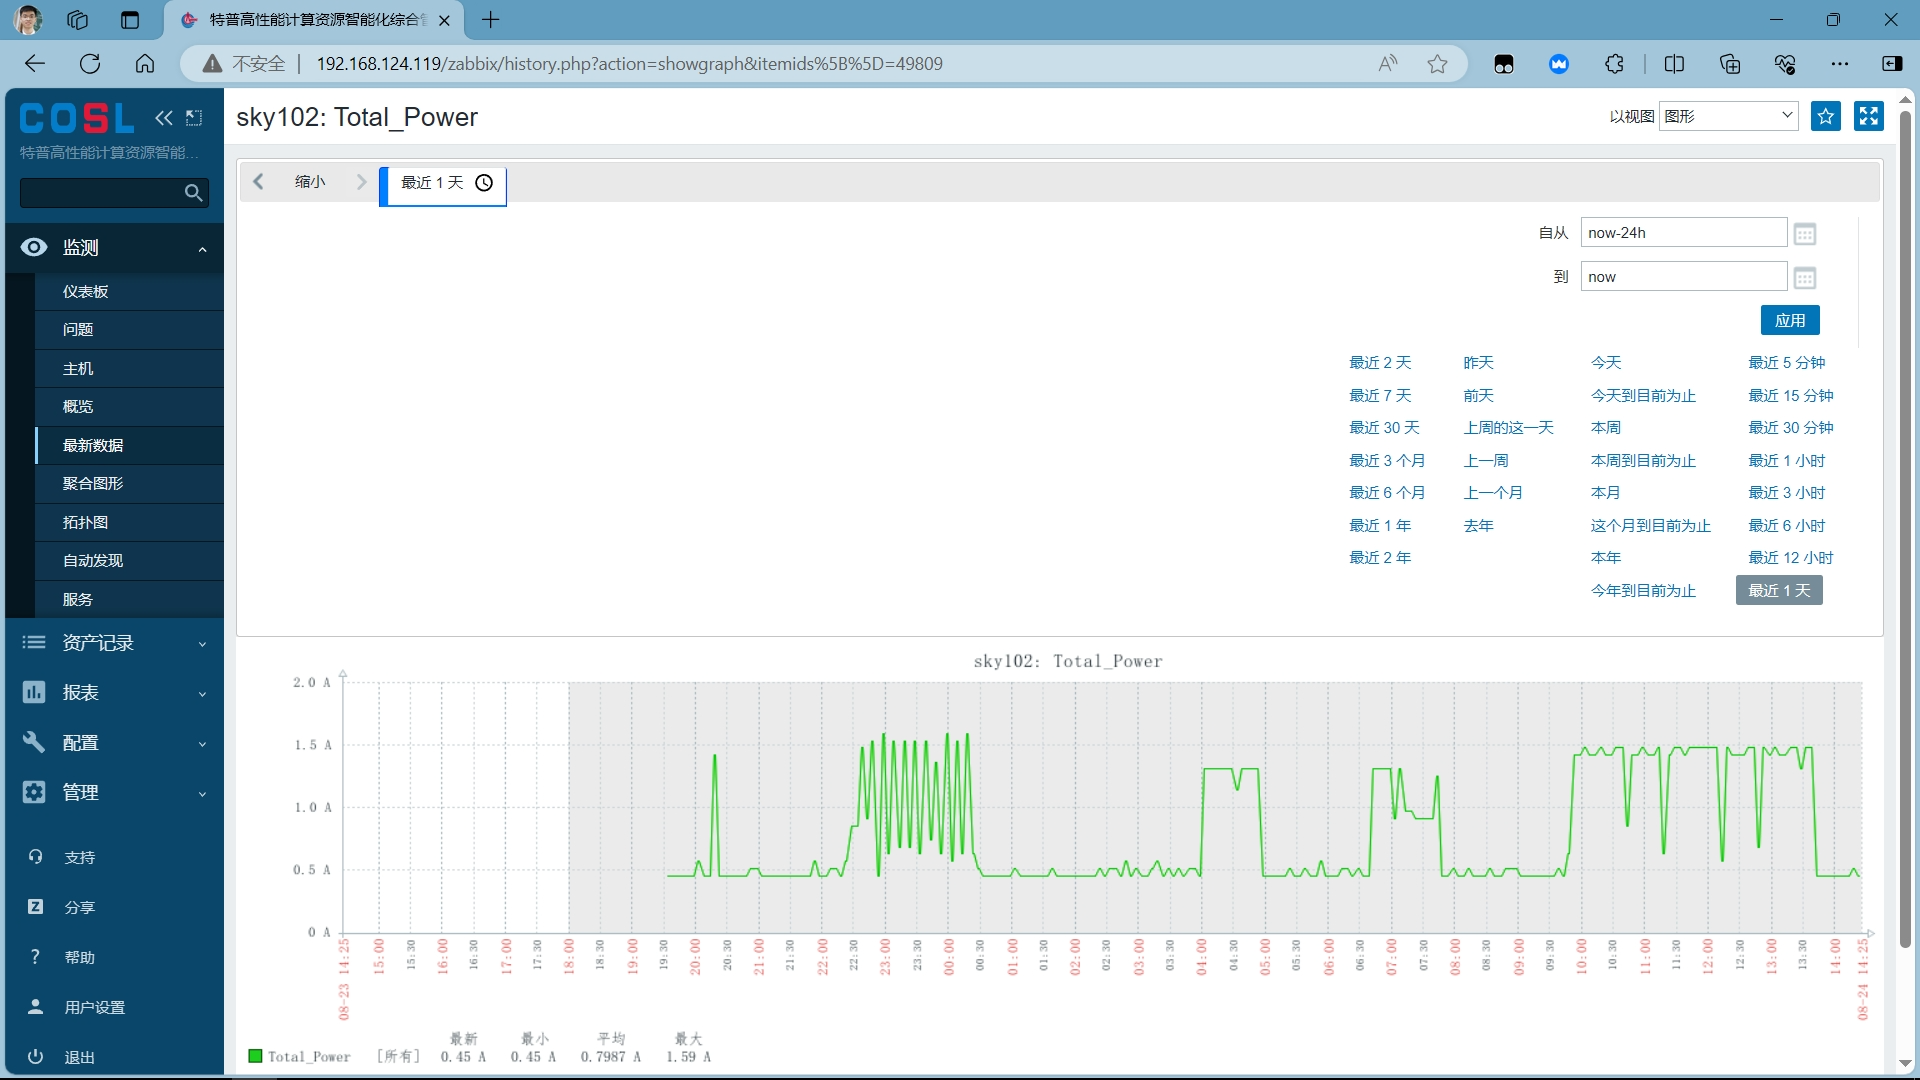 特普高性能计算资源智能化综合管
不安全
192.168.124.119/zabbix/history.php?action=showgraph&itemids%5B%5D=49809
COSL
特普高性能计算资源智能...
监测
仪表板
问题
主机
概览
最新数据
聚合图形
拓扑图
自动发现
服务
资产记录
报表
配置
管理
支持
Z 分享
? 帮助
用户设置
退出
sky102: Total_Power
以视图 图形
缩小
最近 1 天
自从 now-24h
到 now
应用
最近 2 天 昨天 今天 最近 5 分钟
最近 7 天 前天 今天到目前为止 最近 15 分钟
最近 30 天 上周的这一天 本周 最近 30 分钟
最近 3 个月 上一周 本周到目前为止 最近 1 小时
最近 6 个月 上一个月 本月 最近 3 小时
最近 1 年 去年 这个月到目前为止 最近 6 小时
最近 2 年 本年 最近 12 小时
今年到目前为止 最近 1 天
sky102: Total_Power
2.0 A
1.5 A
1.0 A
0.5 A
0 A
08-23 14:25 15:00 15:30 16:00 16:30 17:00 17:30 18:00 18:30 19:00 19:30 20:00 20:30 21:00 21:30 22:00 22:30 23:00 23:30 00:00 00:30 01:00 01:30 02:00 02:30 03:00 03:30 04:00 04:30 05:00 05:30 06:00 06:30 07:00 07:30 08:00 08:30 09:00 09:30 10:00 10:30 11:00 11:30 12:00 12:30 13:00 13:30 14:00 08-24 14:25
最新 最小 平均 最大
Total_Power [所有] 0.45 A 0.45 A 0.7987 A 1.59 A